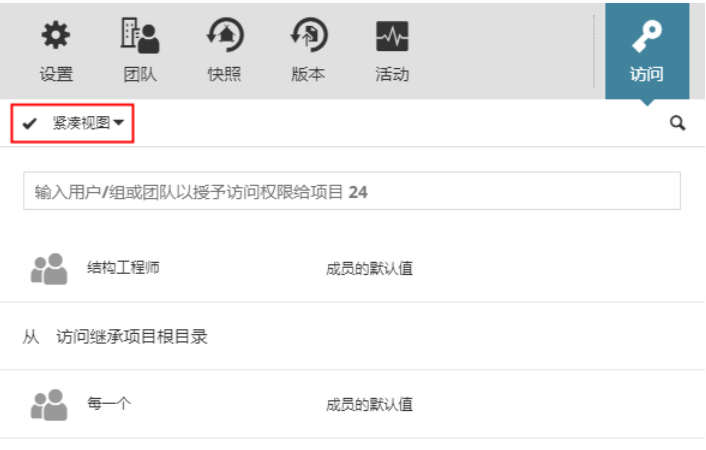 设置 团队 快照 版本 活动 访问
紧凑视图
输入用户/组或团队以授予访问权限给项目 24
结构工程师 成员的默认值
从 访问继承项目根目录
每一个 成员的默认值